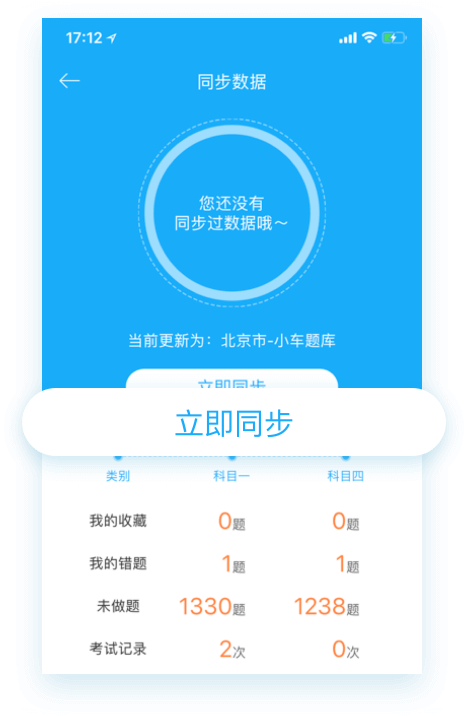 17:12
同步数据
您还没有
同步过数据哦～
当前更新为：北京市-小车题库
立即同步
立即同步
类别 科目一 科目四
我的收藏 0题 0题
我的错题 1题 1题
未做题 1330题 1238题
考试记录 2次 0次